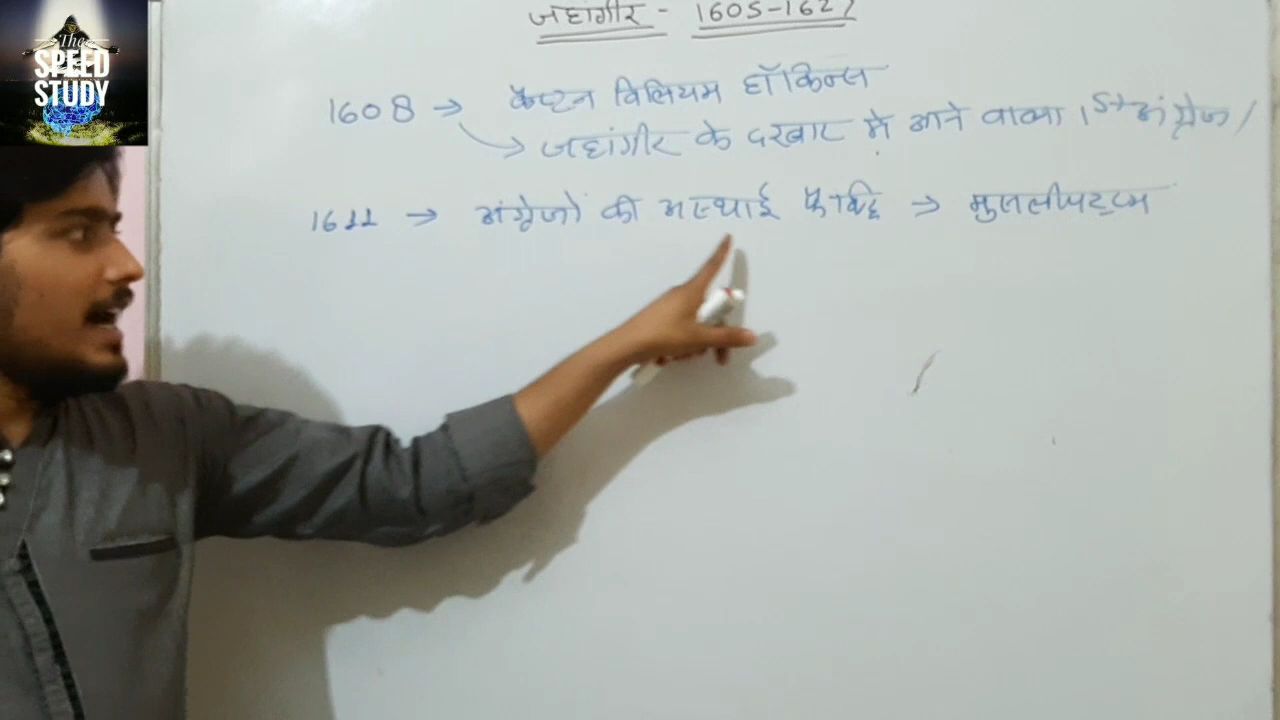 The
SPEED
STUDY
जहांगीर - 1605-1627
1608 → कैप्टन विलियम हॉकिन्स
→ जहांगीर के दरबार में आने वाला 1st अंग्रेज /
1611 → अंग्रेजों की अस्थाई फैक्ट्रि → मुसलीपट्टम